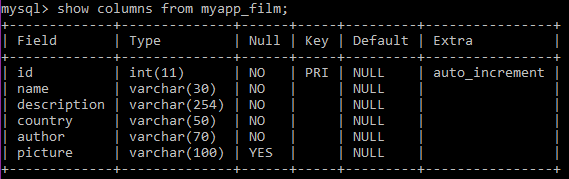 mysql> show columns from myapp_film;
+-------------+--------------+------+-----+---------+----------------+
| Field       | Type         | Null | Key | Default | Extra          |
+-------------+--------------+------+-----+---------+----------------+
| id          | int(11)      | NO   | PRI | NULL    | auto_increment |
| name        | varchar(30)  | NO   |     | NULL    |                |
| description | varchar(254) | NO   |     | NULL    |                |
| country     | varchar(50)  | NO   |     | NULL    |                |
| author      | varchar(70)  | NO   |     | NULL    |                |
| picture     | varchar(100) | YES  |     | NULL    |                |
+-------------+--------------+------+-----+---------+----------------+